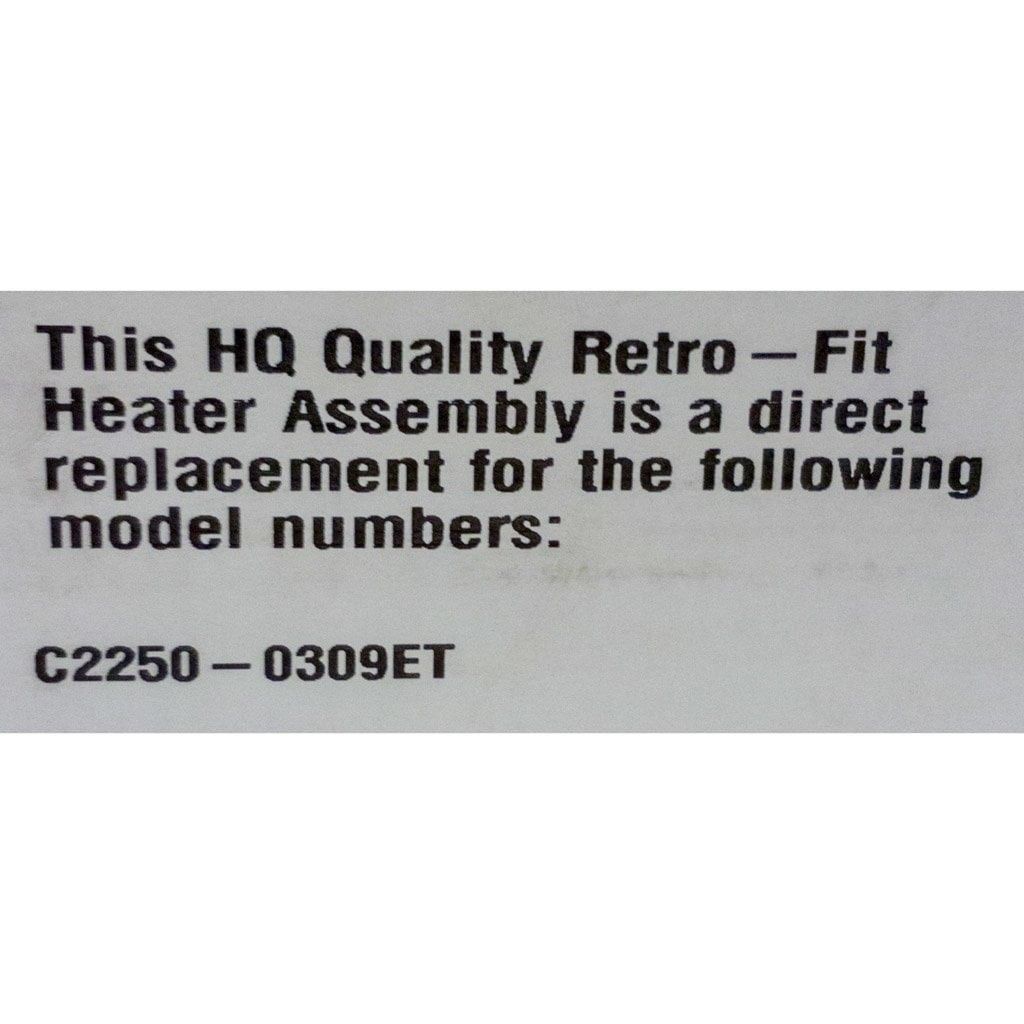 This HQ Quality Retro – Fit
Heater Assembly is a direct
replacement for the following
model numbers:
C2250 – 0309ET